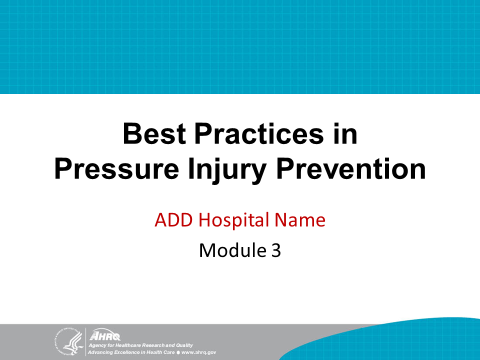 Best Practices in
Pressure Injury Prevention
ADD Hospital Name
Module 3
AHRQ
Agency for Healthcare Research and Quality
Advancing Excellence in Health Care ■ www.ahrq.gov